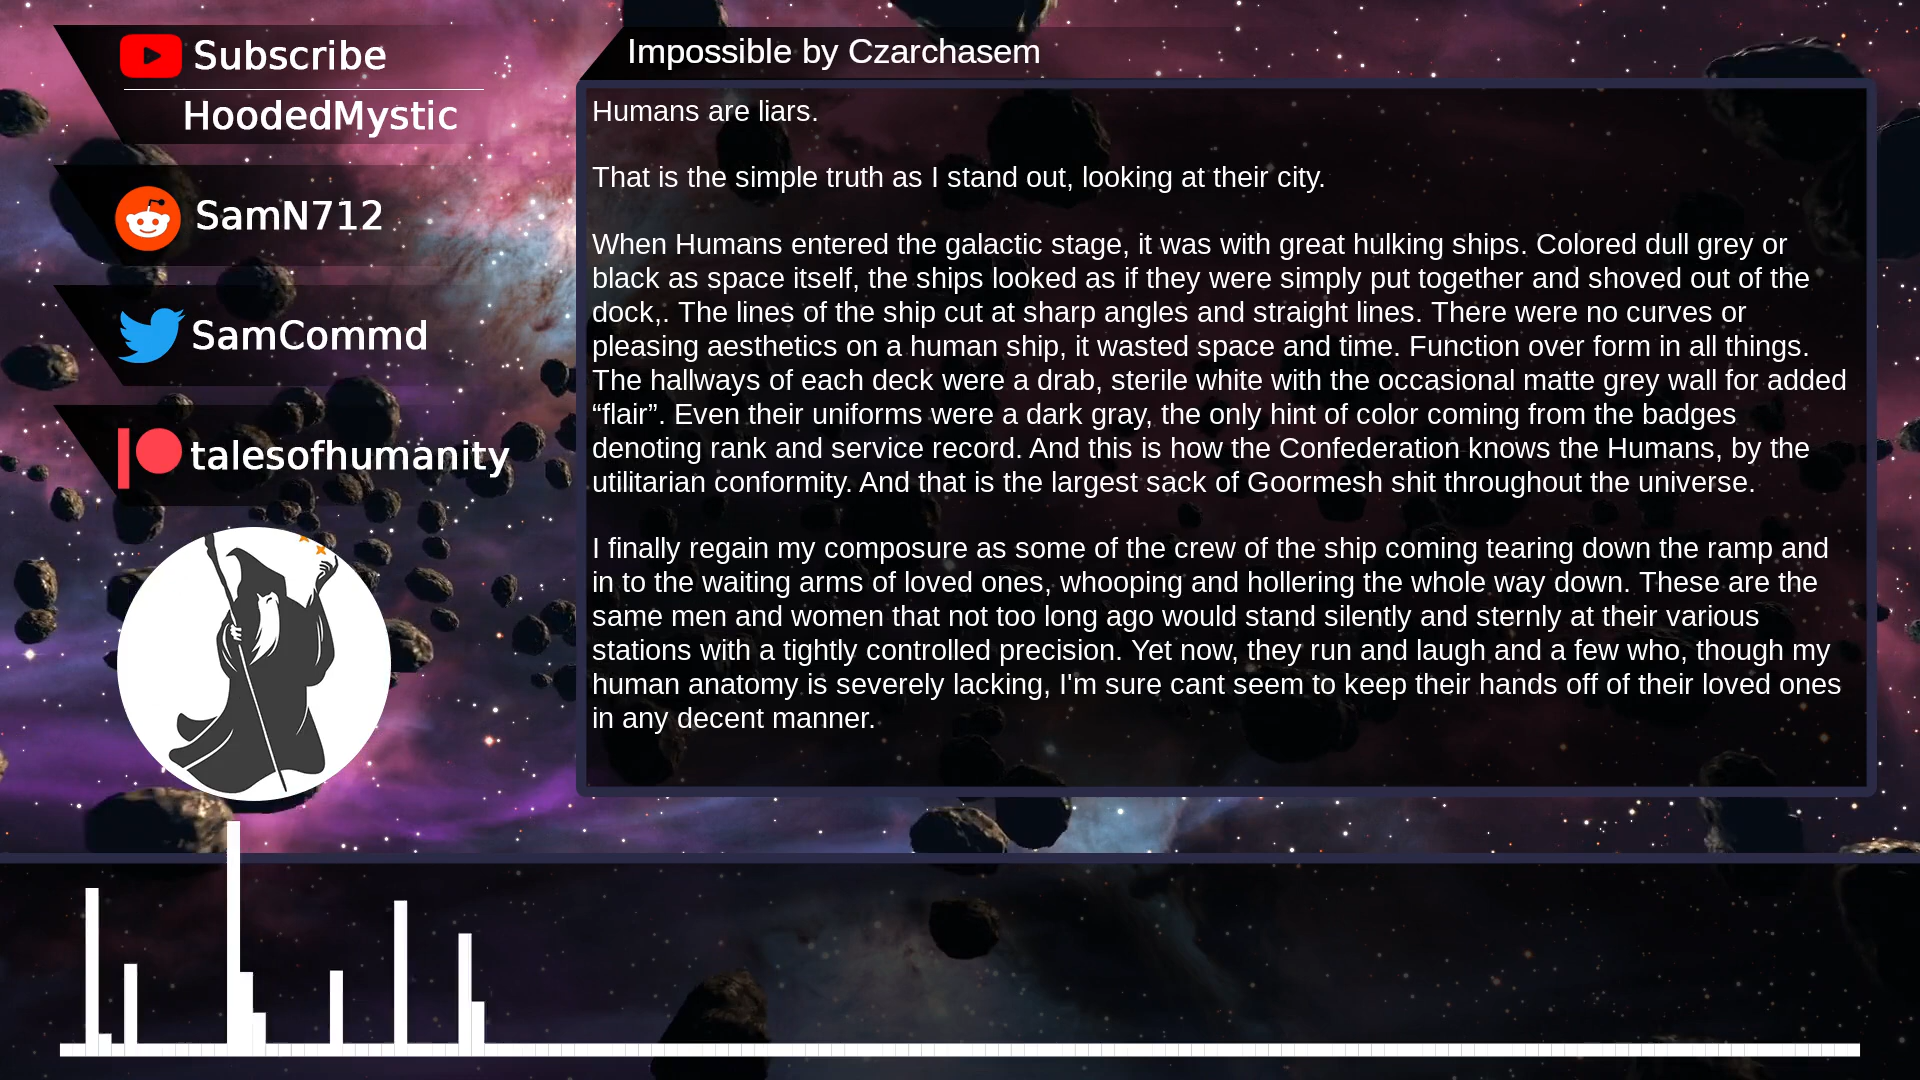 Subscribe
HoodedMystic
SamN712
SamCommd
talesofhumanity
Impossible by Czarchasem
Humans are liars.
That is the simple truth as I stand out, looking at their city.
When Humans entered the galactic stage, it was with great hulking ships. Colored dull grey or
black as space itself, the ships looked as if they were simply put together and shoved out of the
dock,. The lines of the ship cut at sharp angles and straight lines. There were no curves or
pleasing aesthetics on a human ship, it wasted space and time. Function over form in all things.
The hallways of each deck were a drab, sterile white with the occasional matte grey wall for added
“flair”. Even their uniforms were a dark gray, the only hint of color coming from the badges
denoting rank and service record. And this is how the Confederation knows the Humans, by the
utilitarian conformity. And that is the largest sack of Goormesh shit throughout the universe.
I finally regain my composure as some of the crew of the ship coming tearing down the ramp and
in to the waiting arms of loved ones, whooping and hollering the whole way down. These are the
same men and women that not too long ago would stand silently and sternly at their various
stations with a tightly controlled precision. Yet now, they run and laugh and a few who, though my
human anatomy is severely lacking, I'm sure cant seem to keep their hands off of their loved ones
in any decent manner.